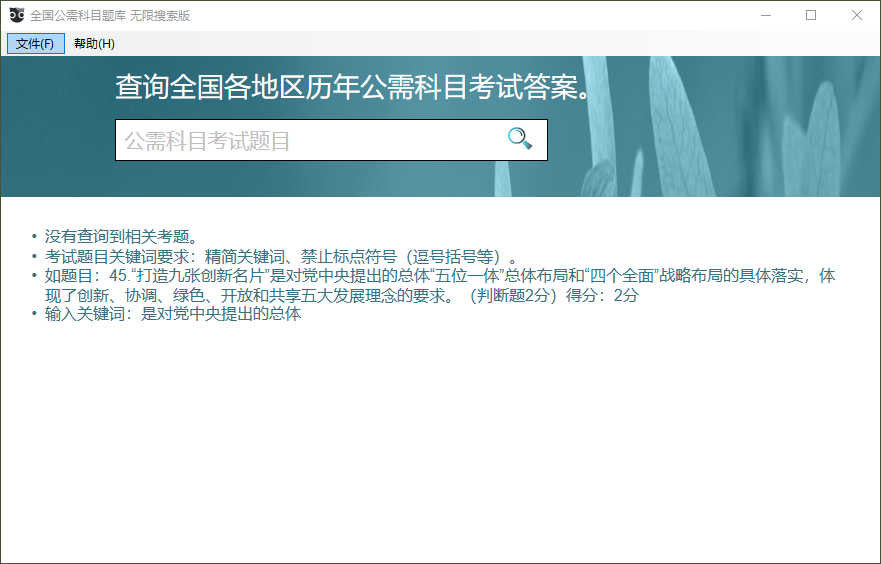 全国公需科目题库 无限搜索版
文件(F) 帮助(H)
查询全国各地区历年公需科目考试答案。
公需科目考试题目
• 没有查询到相关考题。
• 考试题目关键词要求：精简关键词、禁止标点符号（逗号括号等）。
• 如题目：45.“打造九张创新名片”是对党中央提出的总体“五位一体”总体布局和“四个全面”战略布局的具体落实，体
现了创新、协调、绿色、开放和共享五大发展理念的要求。（判断题2分）得分：2分
• 输入关键词：是对党中央提出的总体